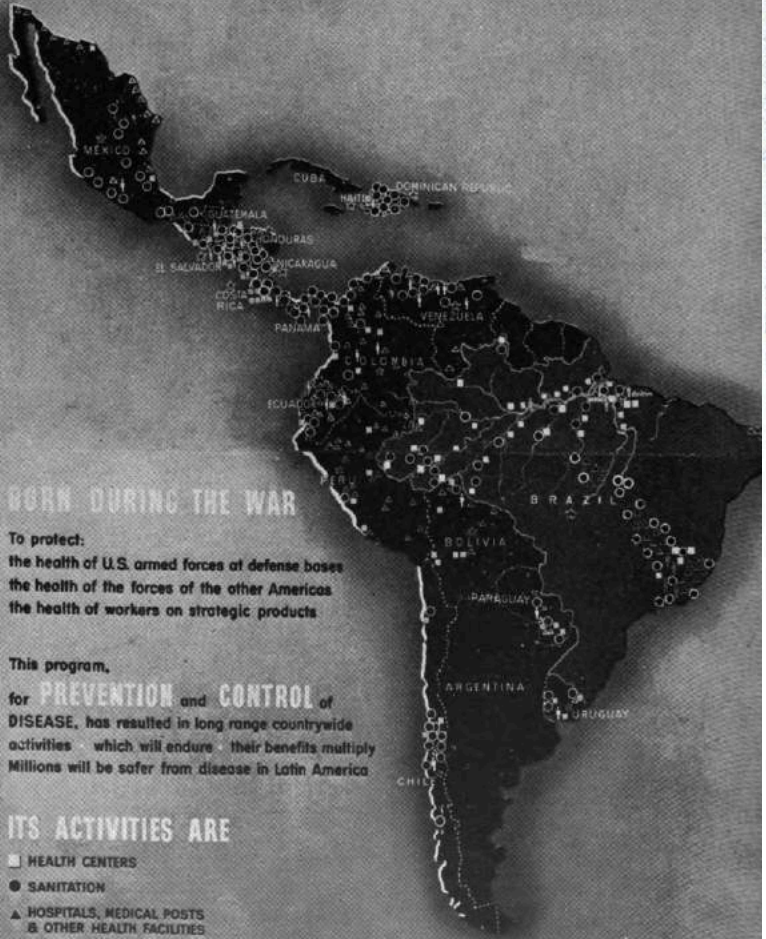 MEXICO
CUBA
HAITI
DOMINICAN REPUBLIC
GUATEMALA
HONDURAS
EL SALVADOR
NICARAGUA
COSTA
RICA
PANAMA
VENEZUELA
COLOMBIA
ECUADOR
PERU
BRAZIL
BOLIVIA
PARAGUAY
ARGENTINA
URUGUAY
CHILE
BORN DURING THE WAR
To protect:
the health of U.S. armed forces at defense bases
the health of the forces of the other Americas
the health of workers on strategic products
This program,
for PREVENTION and CONTROL of
DISEASE, has resulted in long range countrywide
activities · which will endure · their benefits multiply
Millions will be safer from disease in Latin America
ITS ACTIVITIES ARE
HEALTH CENTERS
SANITATION
HOSPITALS, MEDICAL POSTS
& OTHER HEALTH FACILITIES